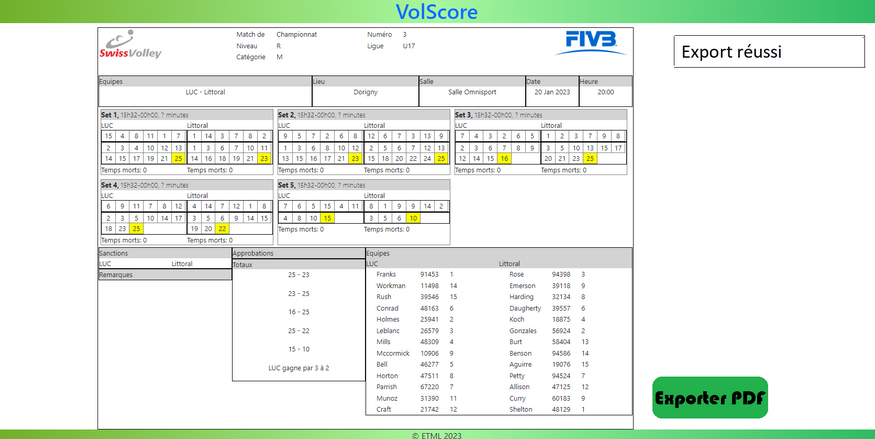 VolScore
SwissVolley
Match de Championnat Numéro 3
Niveau R Ligue U17
Catégorie M
FIVB
Export réussi
Equipes Lieu Salle Date Heure
LUC - Littoral Dorigny Salle Omnisport 20 Jan 2023 20:00
Set 1, 15h32-00h00, ? minutes
LUC Littoral
15 4 8 11 1 7 1 14 3 7 8 2
2 3 4 10 12 13 1 3 6 7 10 11
14 15 17 19 21 25 14 16 18 19 21 23
Temps morts: 0 Temps morts: 0
Set 2, 15h32-00h00, ? minutes
LUC Littoral
9 5 7 2 6 8 12 6 7 3 13 9
1 3 6 8 10 12 2 5 6 7 12 13
13 15 16 17 18 23 15 18 20 22 24 25
Temps morts: 0 Temps morts: 0
Set 3, 15h32-00h00, ? minutes
LUC Littoral
7 4 3 2 6 5 1 2 3 7 9 8
2 3 6 7 8 9 3 10 13 15 17
12 14 15 16 20 21 23 25
Temps morts: 0 Temps morts: 0
Set 4, 15h32-00h00, ? minutes
LUC Littoral
6 9 11 2 5 7 4 14 7 12 1 8
2 3 5 10 14 17 3 5 6 9 14 15
18 23 25 19 20 22
Temps morts: 0 Temps morts: 0
Set 5, 15h32-00h00, ? minutes
LUC Littoral
7 6 5 15 4 11 8 1 9 9 14 2
4 8 10 15 3 5 6 10
Temps morts: 0 Temps morts: 0
Sanctions
LUC Littoral
Remarques
Approbations
Totaux
25 - 23
23 - 25
16 - 25
25 - 22
15 - 10
LUC gagne par 3 à 2
Equipes
LUC Littoral
Franks 91453 1 Rose 94398 3
Workman 11498 14 Emerson 39118 9
Rush 39546 15 Harding 32134 8
Conrad 48163 6 Daugherty 39557 6
Holmes 25941 2 Koch 18875 4
Leblanc 26579 3 Gonzales 56924 2
Mills 48309 4 Burt 58404 13
Mccormick 10906 9 Benson 94586 14
Bell 46277 5 Aguirre 19076 15
Horton 47511 8 Petty 94524 7
Parrish 67220 7 Allison 47125 12
Munoz 31390 11 Curry 60183 9
Craft 21742 12 Shelton 48129 1
Exporter PDF
© ETML 2023